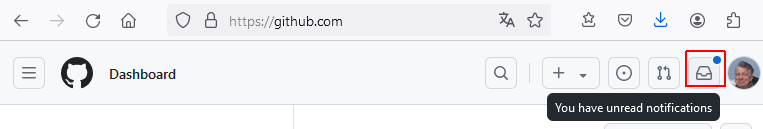 https://github.com
Dashboard
You have unread notifications